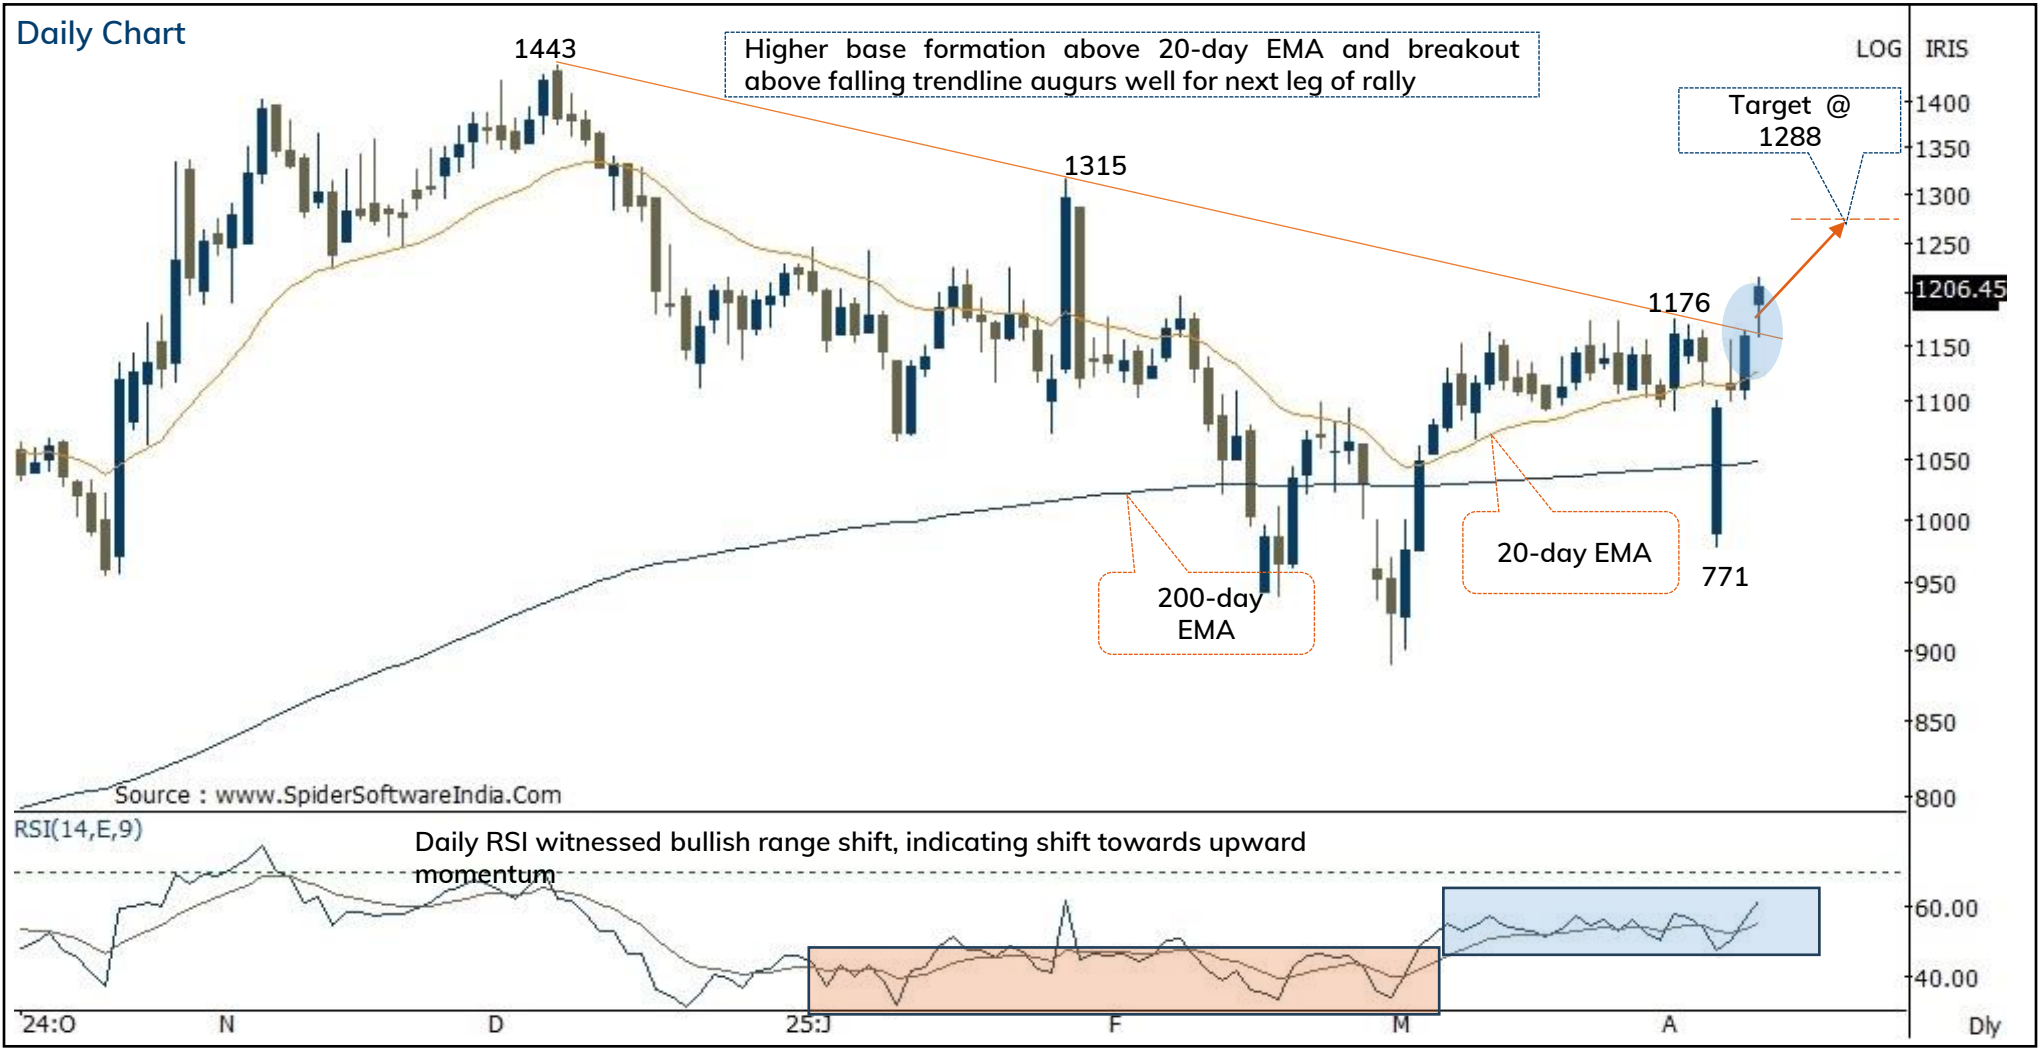 Daily Chart
1443
Higher base formation above 20-day EMA and breakout
above falling trendline augurs well for next leg of rally
LOG
IRIS
Target @
1288
1400
1350
1315
1300
1250
1206.45
1176
1150
1100
1050
1000
20-day EMA
771
950
200-day
EMA
900
850
Source : www.SpiderSoftwareIndia.Com
800
RSI(14,E,9)
Daily RSI witnessed bullish range shift, indicating shift towards upward
momentum
60.00
40.00
24:O
N
D
25:J
F
M
A
Dly